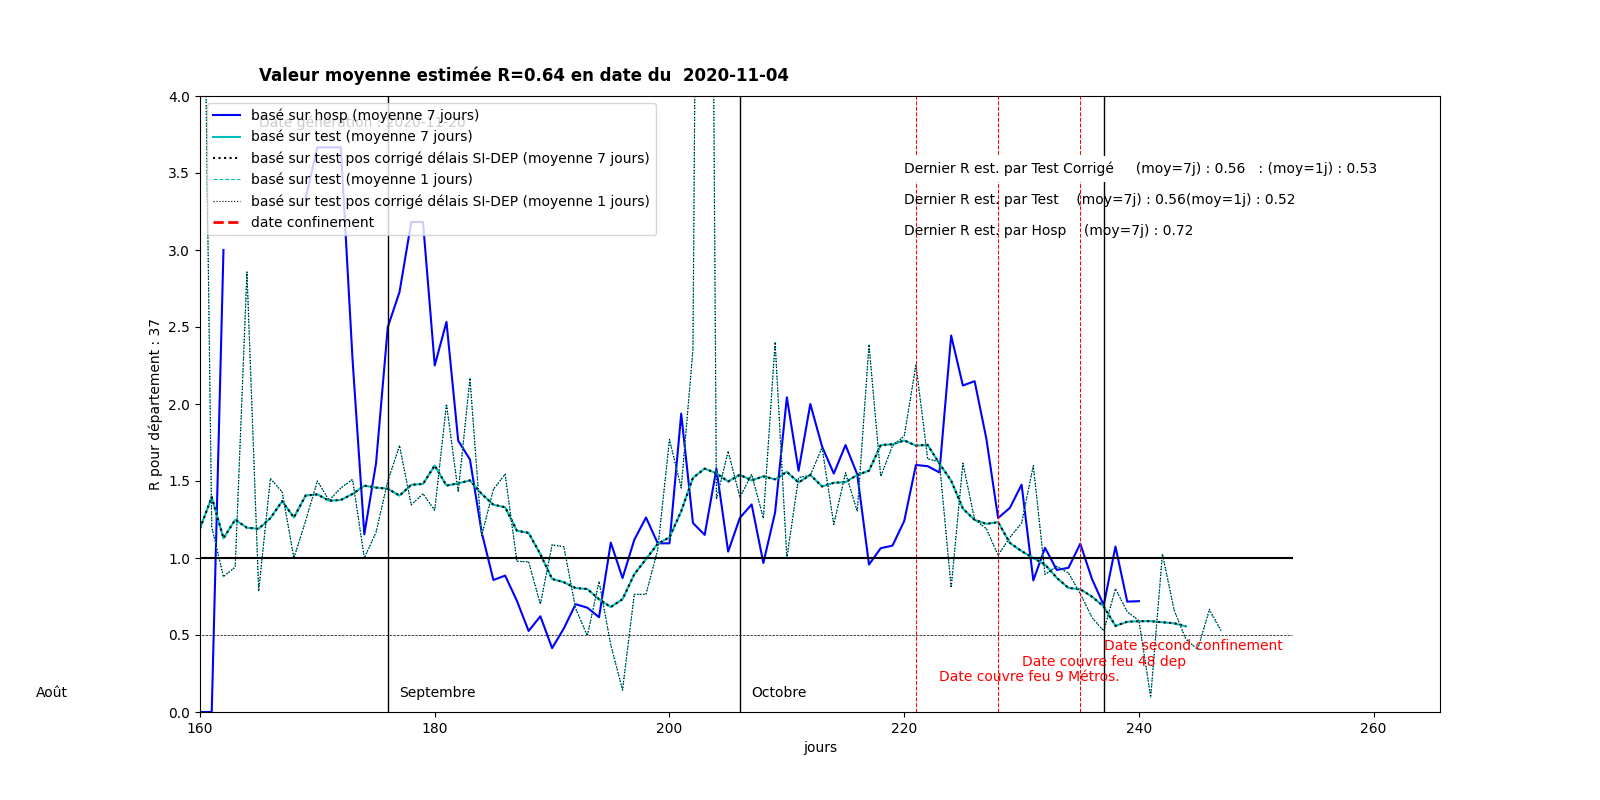 Valeur moyenne estimée R=0.64 en date du  2020-11-04
Date génération : 2020-11-20
basé sur hosp (moyenne 7 jours)
basé sur test (moyenne 7 jours)
basé sur test pos corrigé délais SI-DEP (moyenne 7 jours)
basé sur test (moyenne 1 jours)
basé sur test pos corrigé délais SI-DEP (moyenne 1 jours)
date confinement
Dernier R est. par Test Corrigé     (moy=7j) : 0.56   : (moy=1j) : 0.53
Dernier R est. par Test    (moy=7j) : 0.56(moy=1j) : 0.52
Dernier R est. par Hosp    (moy=7j) : 0.72
4.0
3.5
3.0
2.5
2.0
1.5
1.0
0.5
0.0
R pour département : 37
Date second confinement
Date couvre feu 48 dep
Date couvre feu 9 Métros.
Août
Septembre
Octobre
160 180 200 220 240 260
jours